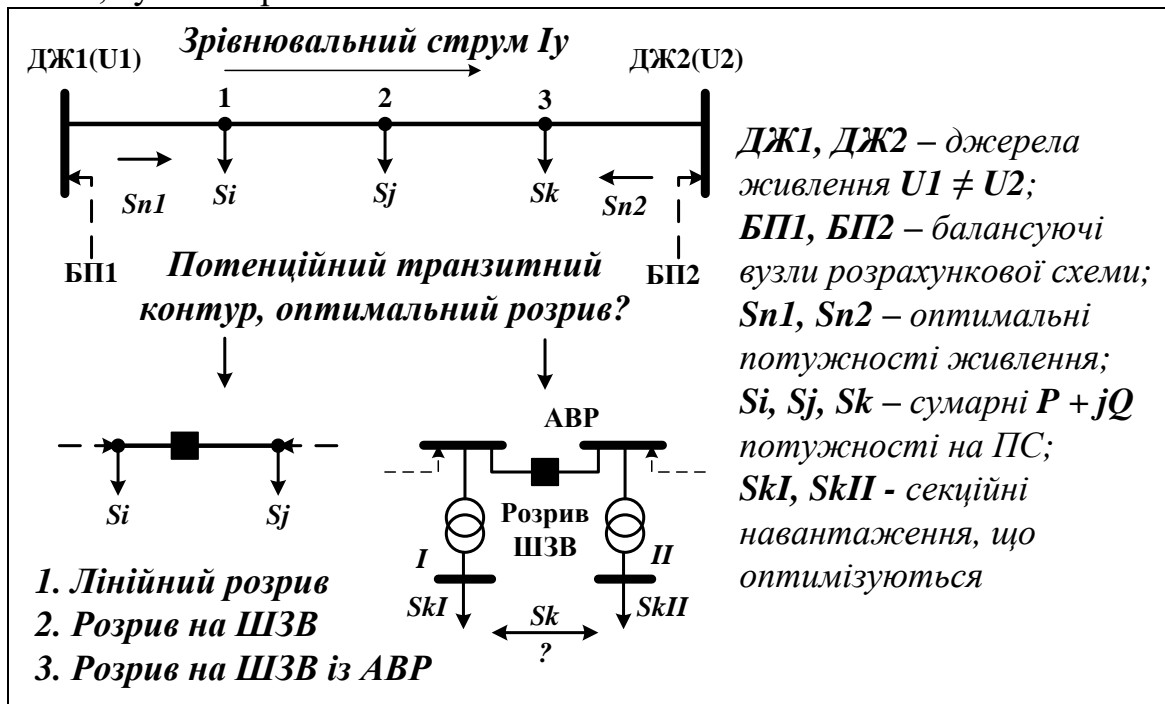 Зрівнювальний струм Iу
ДЖ1(U1)
ДЖ2(U2)
1
2
3
Sn1
Si
Sj
Sk
Sn2
БП1
БП2
Потенційний транзитний
контур, оптимальний розрив?
Si
Sj
АВР
Розрив
ШЗВ
I
II
SkI
SkII
Sk
?
1. Лінійний розрив
2. Розрив на ШЗВ
3. Розрив на ШЗВ із АВР
ДЖ1, ДЖ2 – джерела
живлення U1 ≠ U2;
БП1, БП2 – балансуючі
вузли розрахункової схеми;
Sn1, Sn2 – оптимальні
потужності живлення;
Si, Sj, Sk – сумарні P + jQ
потужності на ПС;
SkI, SkII - секційні
навантаження, що
оптимізуються